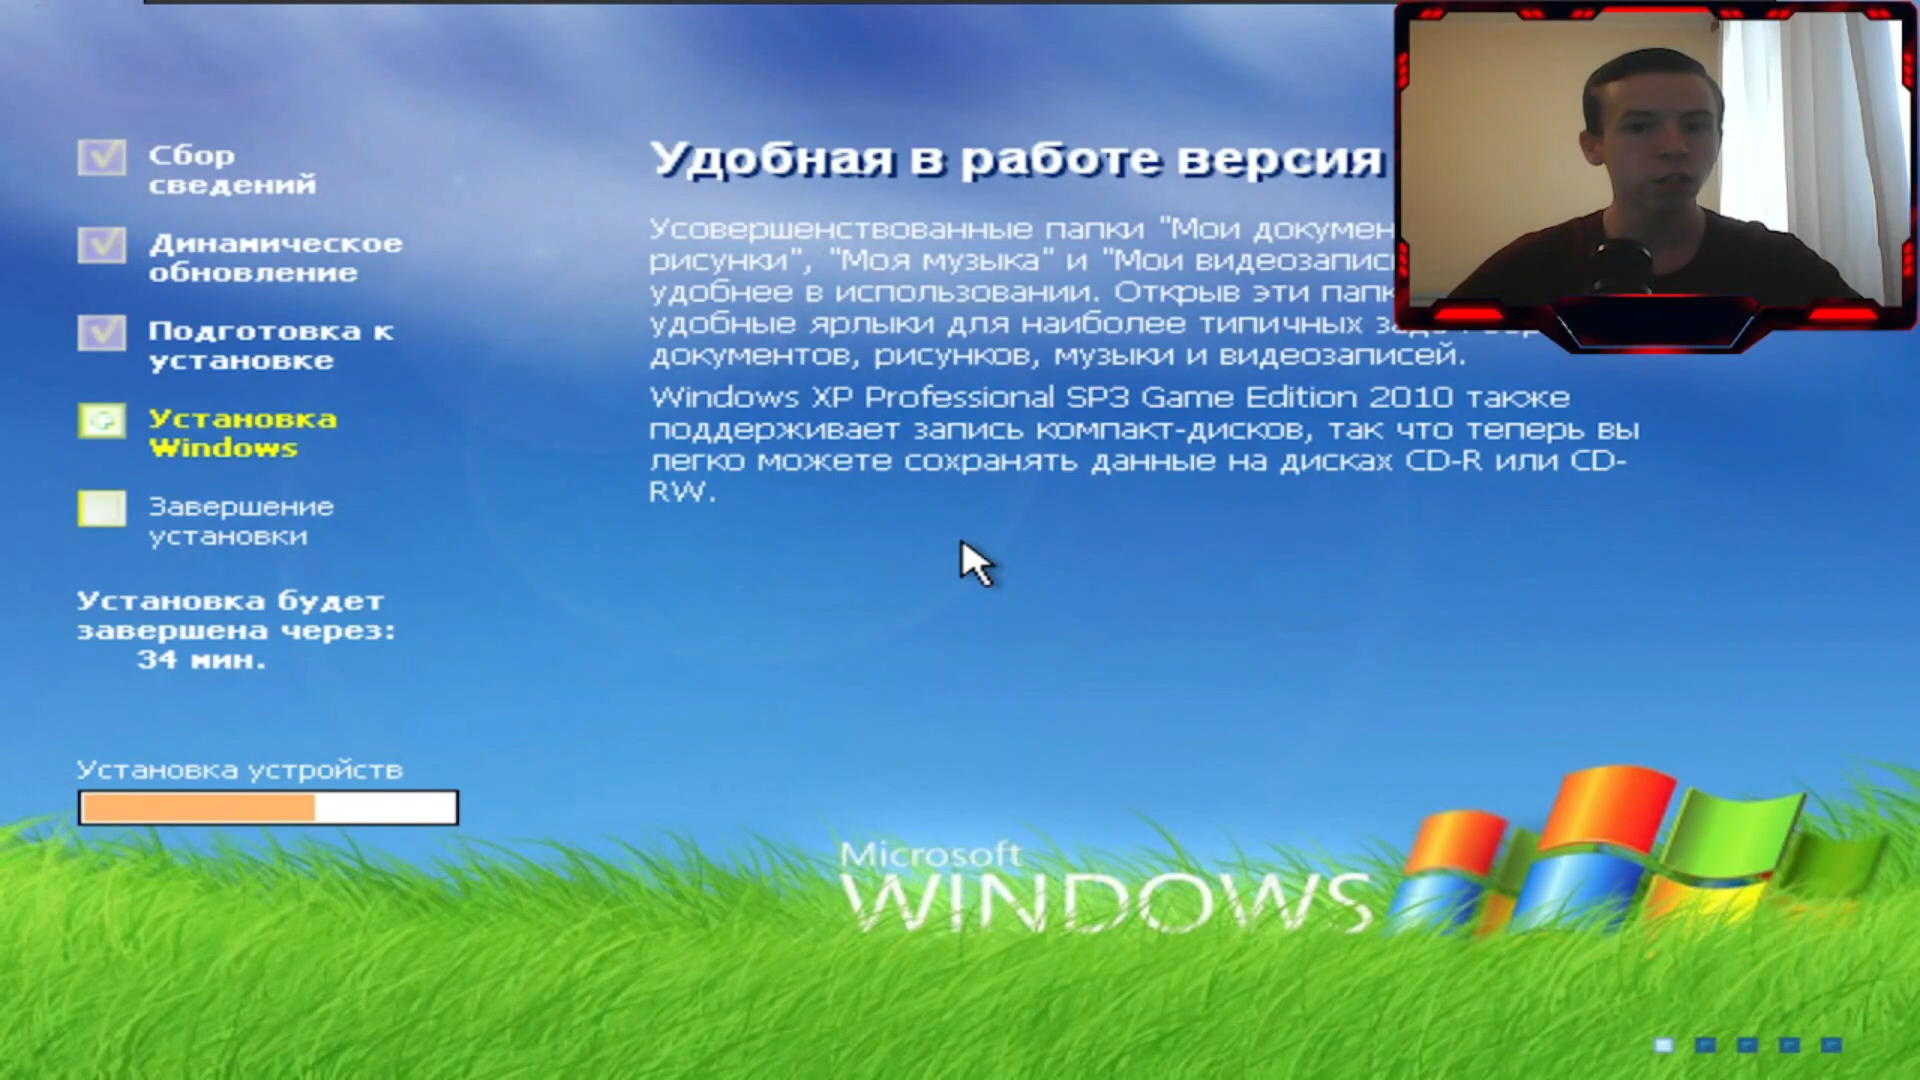 Сбор
сведений
Динамическое
обновление
Подготовка к
установке
Установка
Windows
Завершение
установки
Установка будет
завершена через:
34 мин.
Установка устройств
Удобная в работе версия
Усовершенствованные папки "Мои докумен
рисунки", "Моя музыка" и "Мои видеозапис
удобнее в использовании. Открыв эти папк
удобные ярлыки для наиболее типичных
документов, рисунков, музыки и видеозаписей.
Windows XP Professional SP3 Game Edition 2010 также
поддерживает запись компакт-дисков, так что теперь вы
легко можете сохранять данные на дисках CD-R или CD-
RW.
Microsoft
WINDOWS